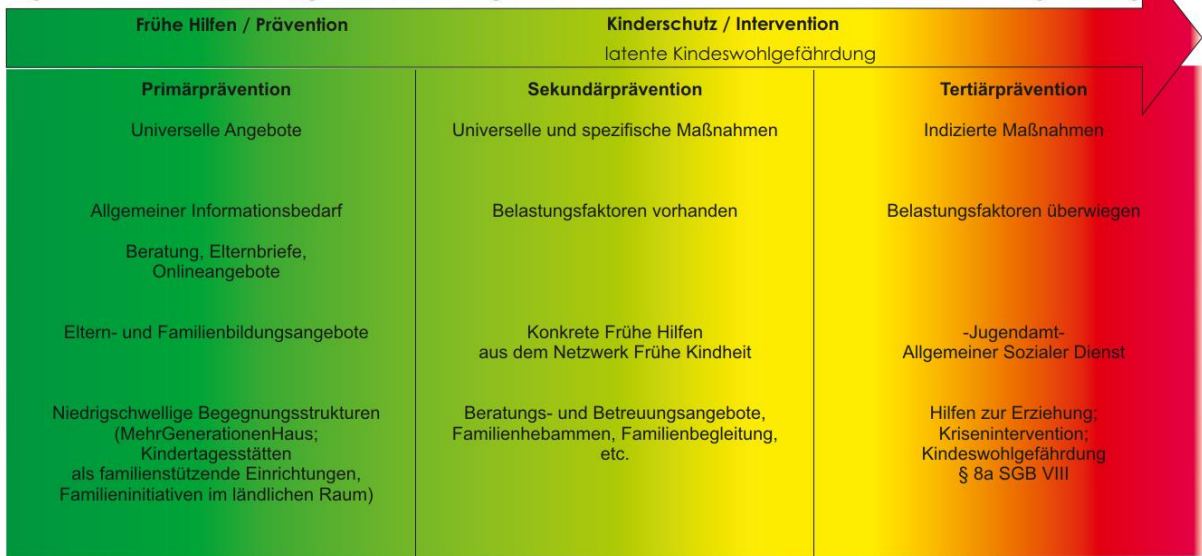 Frühe Hilfen / Prävention
Kinderschutz / Intervention
latente Kindeswohlgefährdung
Primärprävention
Universelle Angebote
Allgemeiner Informationsbedarf
Beratung, Elternbriefe,
Onlineangebote
Eltern- und Familienbildungsangebote
Niedrigschwellige Begegnungsstrukturen
(MehrGenerationenHaus;
Kindertagesstätten
als familienstützende Einrichtungen,
Familieninitiativen im ländlichen Raum)
Sekundärprävention
Universelle und spezifische Maßnahmen
Belastungsfaktoren vorhanden
Konkrete Frühe Hilfen
aus dem Netzwerk Frühe Kindheit
Beratungs- und Betreuungsangebote,
Familienhebammen, Familienbegleitung,
etc.
Tertiärprävention
Indizierte Maßnahmen
Belastungsfaktoren überwiegen
-Jugendamt-
Allgemeiner Sozialer Dienst
Hilfen zur Erziehung;
Krisenintervention;
Kindeswohlgefährdung
§ 8a SGB VIII